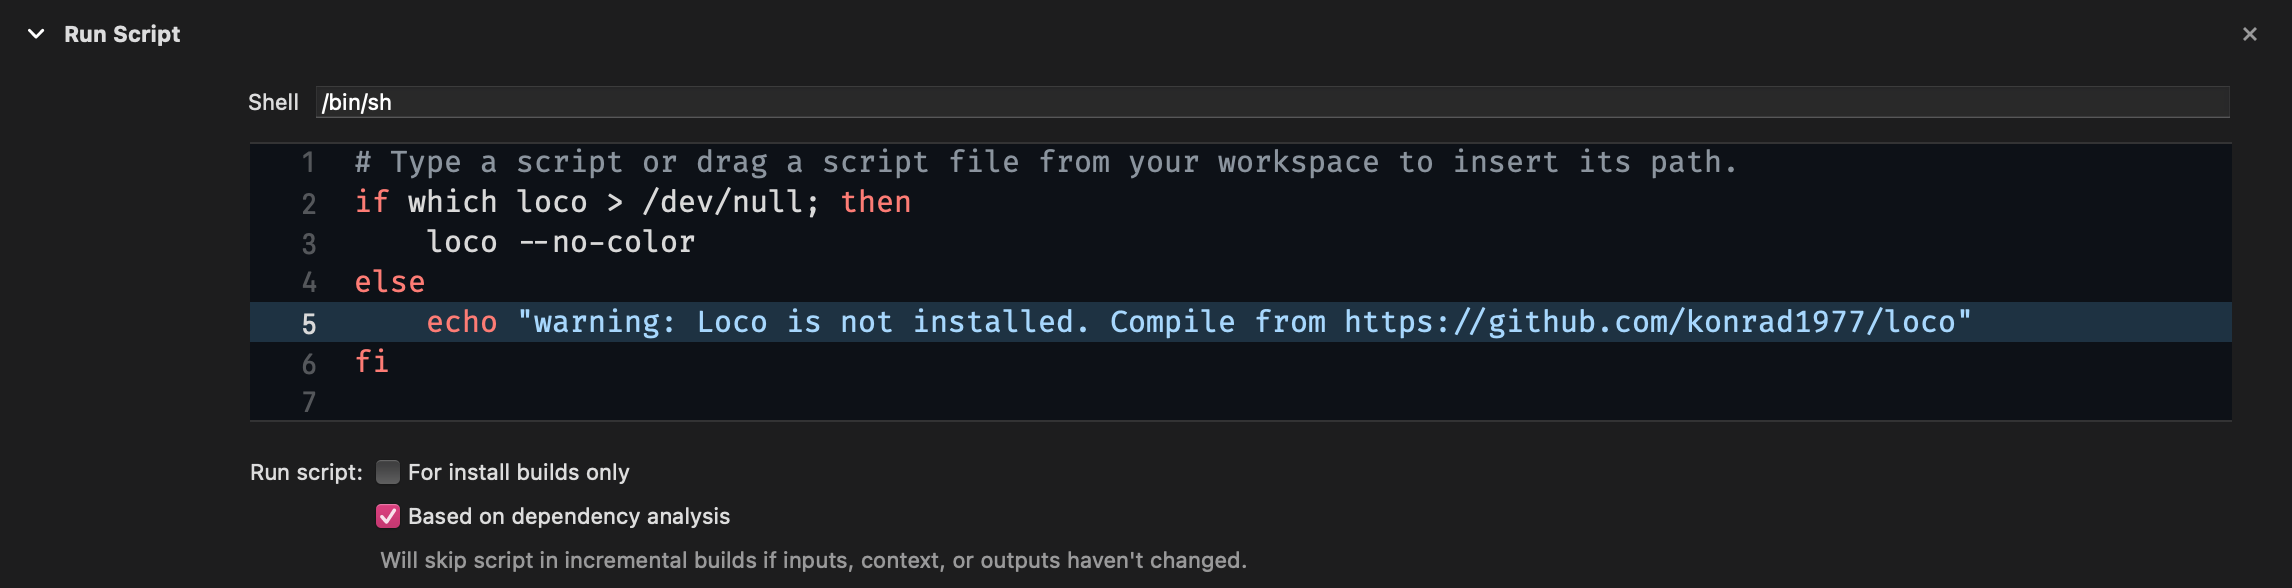 Run Script
Shell /bin/sh
1 # Type a script or drag a script file from your workspace to insert its path.
2 if which loco > /dev/null; then
3     loco --no-color
4 else
5     echo "warning: Loco is not installed. Compile from https://github.com/konrad1977/loco"
6 fi
7
Run script: For install builds only
Based on dependency analysis
Will skip script in incremental builds if inputs, context, or outputs haven't changed.